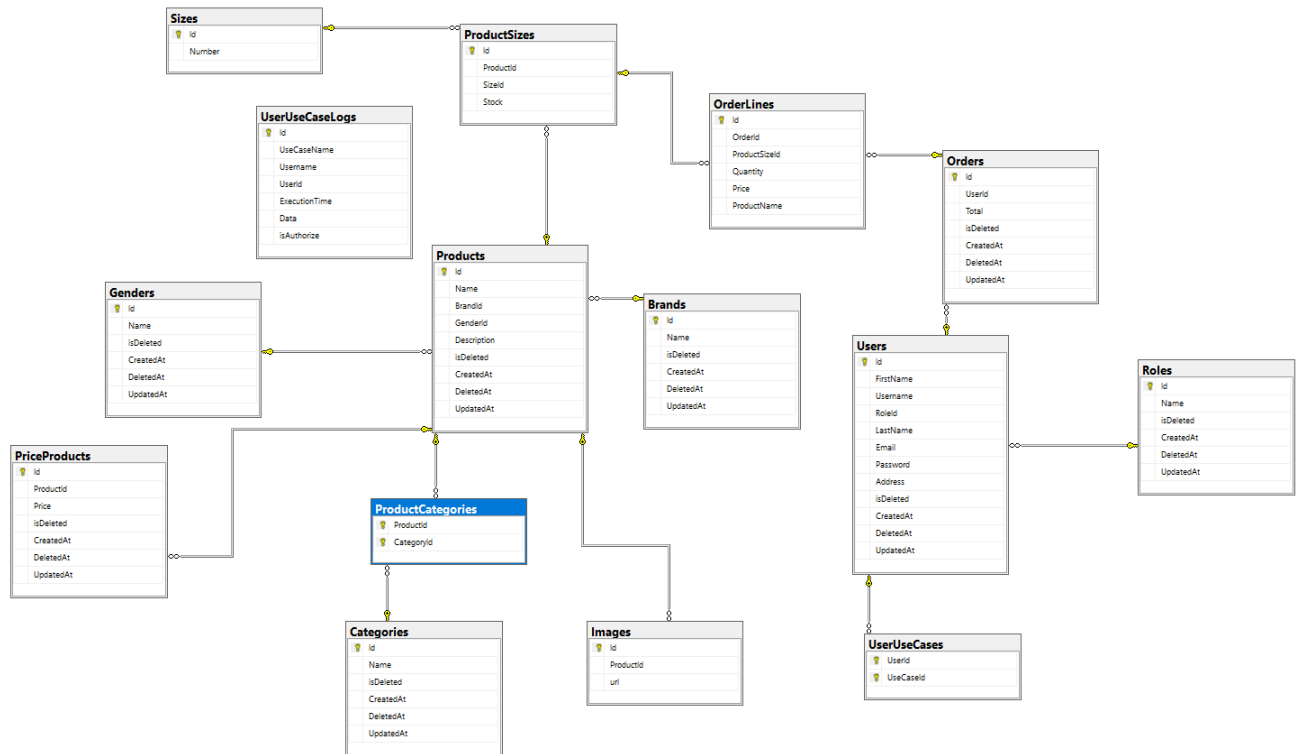 Sizes
Id
Number
ProductSizes
Id
ProductId
SizeId
Stock
UserUseCaseLogs
Id
UseCaseName
Username
UserId
ExecutionTime
Data
isAuthorize
OrderLines
Id
OrderId
ProductSizeId
Quantity
Price
ProductName
Orders
Id
UserId
Total
isDeleted
CreatedAt
DeletedAt
UpdatedAt
Products
Id
Name
BrandId
GenderId
Description
isDeleted
CreatedAt
DeletedAt
UpdatedAt
Genders
Id
Name
isDeleted
CreatedAt
DeletedAt
UpdatedAt
Brands
Id
Name
isDeleted
CreatedAt
DeletedAt
UpdatedAt
Users
Id
FirstName
Username
RoleId
LastName
Email
Password
Address
isDeleted
CreatedAt
DeletedAt
UpdatedAt
Roles
Id
Name
isDeleted
CreatedAt
DeletedAt
UpdatedAt
PriceProducts
Id
ProductId
Price
isDeleted
CreatedAt
DeletedAt
UpdatedAt
ProductCategories
ProductId
CategoryId
Categories
Id
Name
isDeleted
CreatedAt
DeletedAt
UpdatedAt
Images
Id
ProductId
url
UserUseCases
UserId
UseCaseId